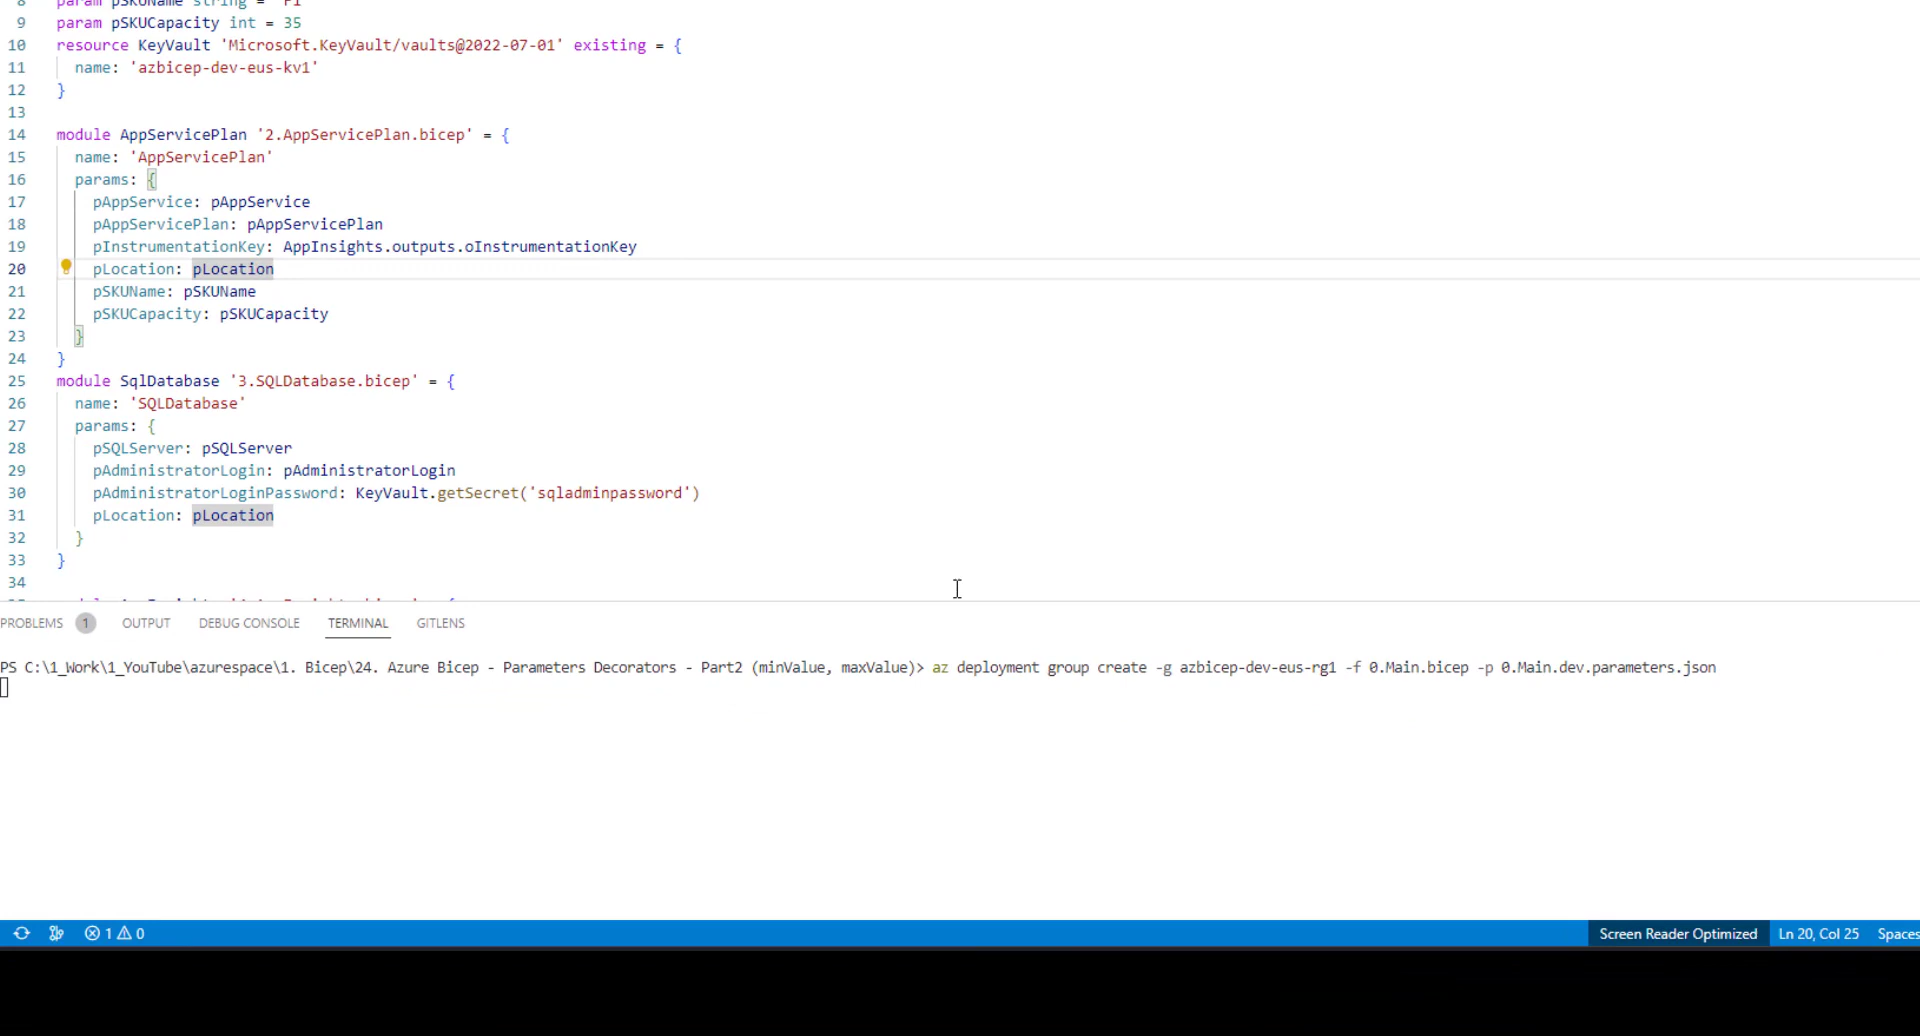 8 param pSKUName string = 'F1'
9 param pSKUCapacity int = 35
10 resource KeyVault 'Microsoft.KeyVault/vaults@2022-07-01' existing = {
11 name: 'azbicep-dev-eus-kv1'
12 }
13
14 module AppServicePlan '2.AppServicePlan.bicep' = {
15 name: 'AppServicePlan'
16 params: {
17 pAppService: pAppService
18 pAppServicePlan: pAppServicePlan
19 pInstrumentationKey: AppInsights.outputs.oInstrumentationKey
20 pLocation: pLocation
21 pSKUName: pSKUName
22 pSKUCapacity: pSKUCapacity
23 }
24 }
25 module SqlDatabase '3.SQLDatabase.bicep' = {
26 name: 'SQLDatabase'
27 params: {
28 pSQLServer: pSQLServer
29 pAdministratorLogin: pAdministratorLogin
30 pAdministratorLoginPassword: KeyVault.getSecret('sqladminpassword')
31 pLocation: pLocation
32 }
33 }
34
PROBLEMS 1 OUTPUT DEBUG CONSOLE TERMINAL GITLENS
PS C:\1_Work\1_YouTube\azurespace\1. Bicep\24. Azure Bicep - Parameters Decorators - Part2 (minValue, maxValue)> az deployment group create -g azbicep-dev-eus-rg1 -f 0.Main.bicep -p 0.Main.dev.parameters.json
1 0 Screen Reader Optimized Ln 20, Col 25 Spaces